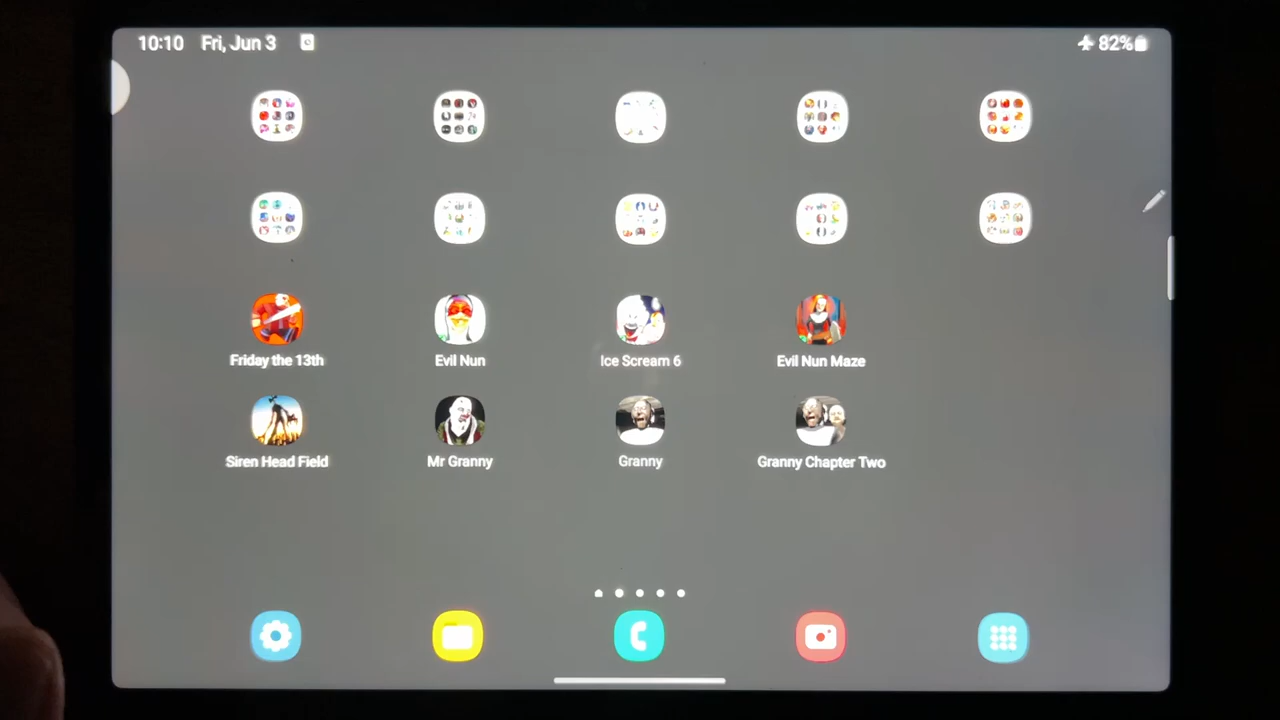 10:10 Fri, Jun 3 82%
Friday the 13th Evil Nun Ice Scream 6 Evil Nun Maze
Siren Head Field Mr Granny Granny Granny Chapter Two